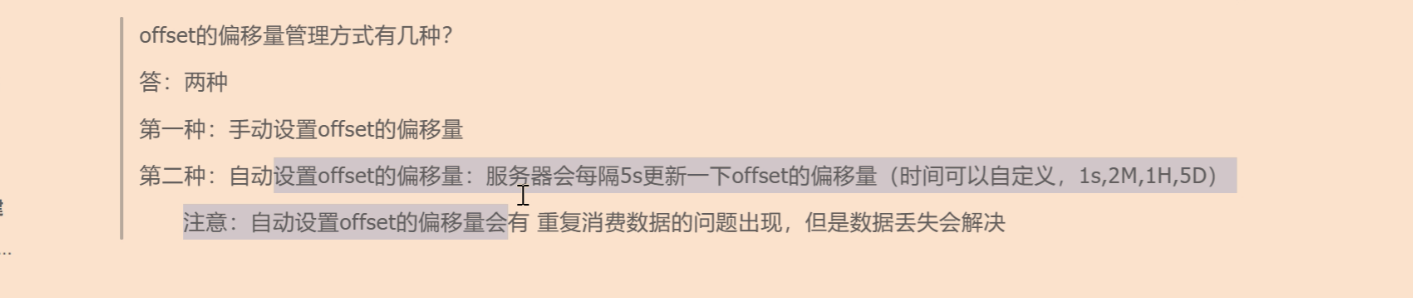 offset的偏移量管理方式有几种？
答：两种
第一种：手动设置offset的偏移量
第二种：自动设置offset的偏移量：服务器会每隔5s更新一下offset的偏移量（时间可以自定义，1s,2M,1H,5D）
注意：自动设置offset的偏移量会有 重复消费数据的问题出现，但是数据丢失会解决
...